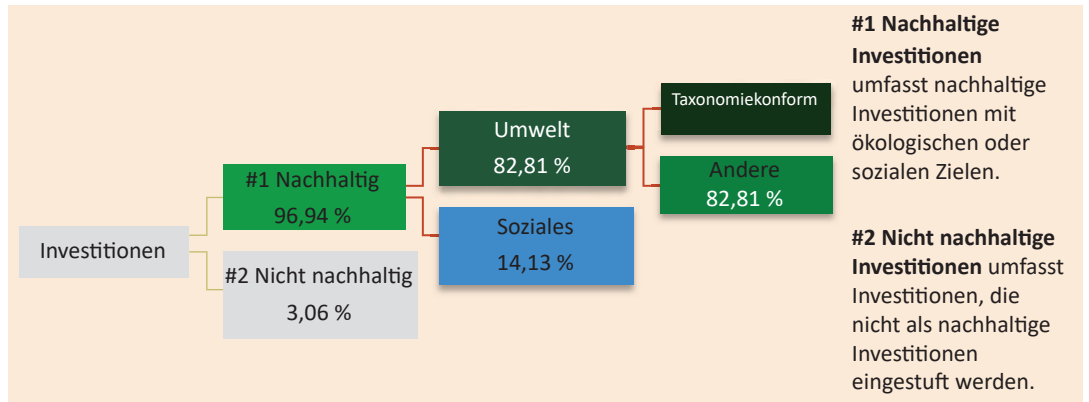 Investitionen
#1 Nachhaltig
96,94 %
#2 Nicht nachhaltig
3,06 %
Umwelt
82,81 %
Soziales
14,13 %
Taxonomiekonform
Andere
82,81 %
#1 Nachhaltige
Investitionen
umfasst nachhaltige
Investitionen mit
ökologischen oder
sozialen Zielen.
#2 Nicht nachhaltige
Investitionen umfasst
Investitionen, die
nicht als nachhaltige
Investitionen
eingestuft werden.